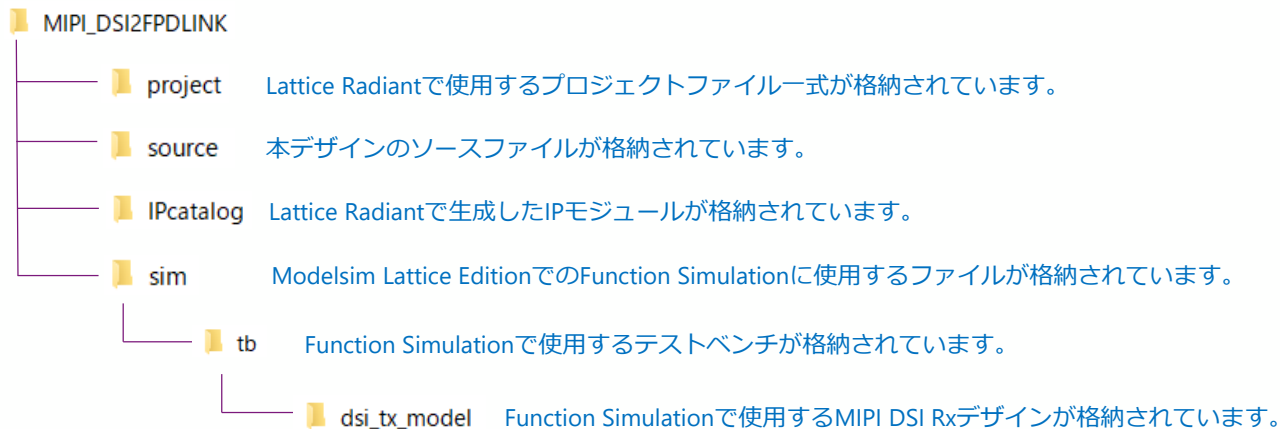 MIPI_DSI2FPDLINK
project Lattice Radiantで使用するプロジェクトファイル一式が格納されています。
source 本デザインのソースファイルが格納されています。
IPcatalog Lattice Radiantで生成したIPモジュールが格納されています。
sim Modelsim Lattice EditionでのFunction Simulationに使用するファイルが格納されています。
tb Function Simulationで使用するテストベンチが格納されています。
dsi_tx_model Function Simulationで使用するMIPI DSI Rxデザインが格納されています。